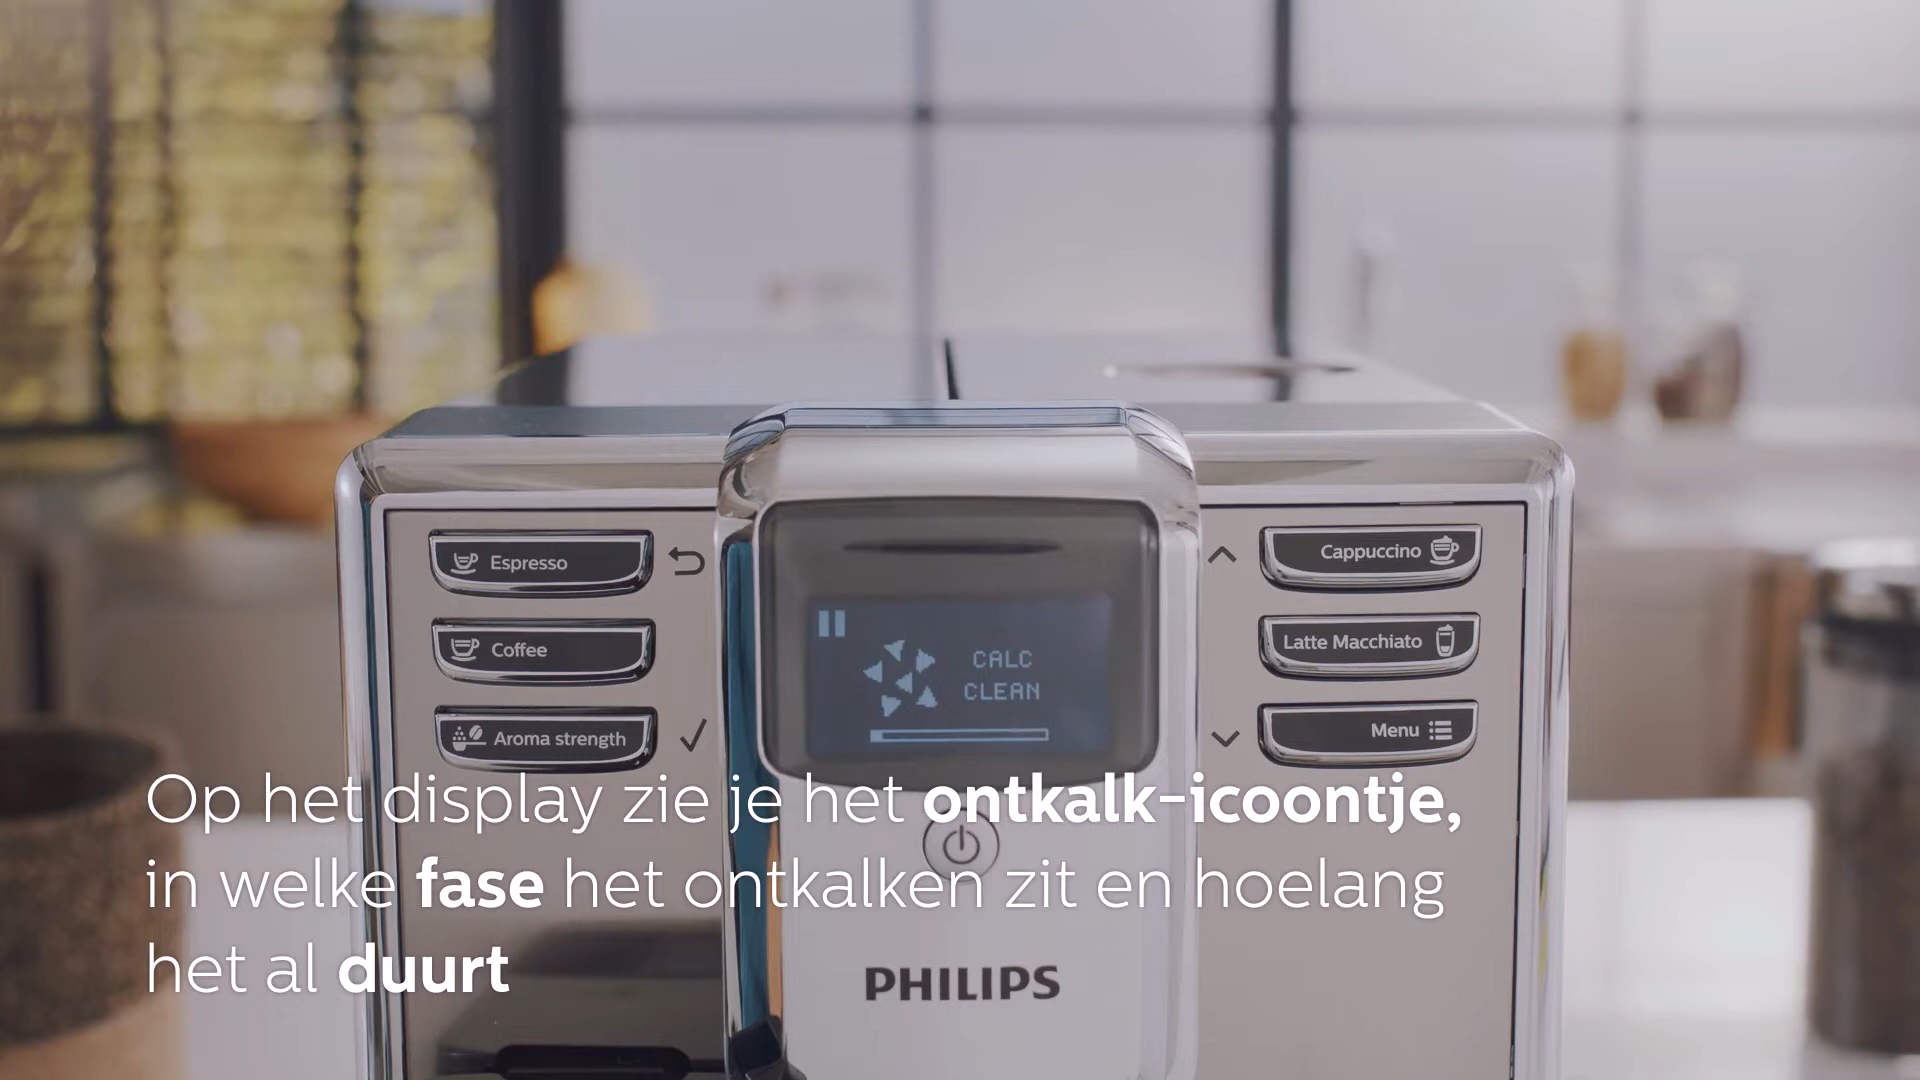 Espresso
Cappuccino
Coffee
Latte Macchiato
Aroma strength
Menu
CALC
CLEAN
Op het display zie je het ontkalk-icoontje,
in welke fase het ontkalken zit en hoelang
het al duurt
PHILIPS